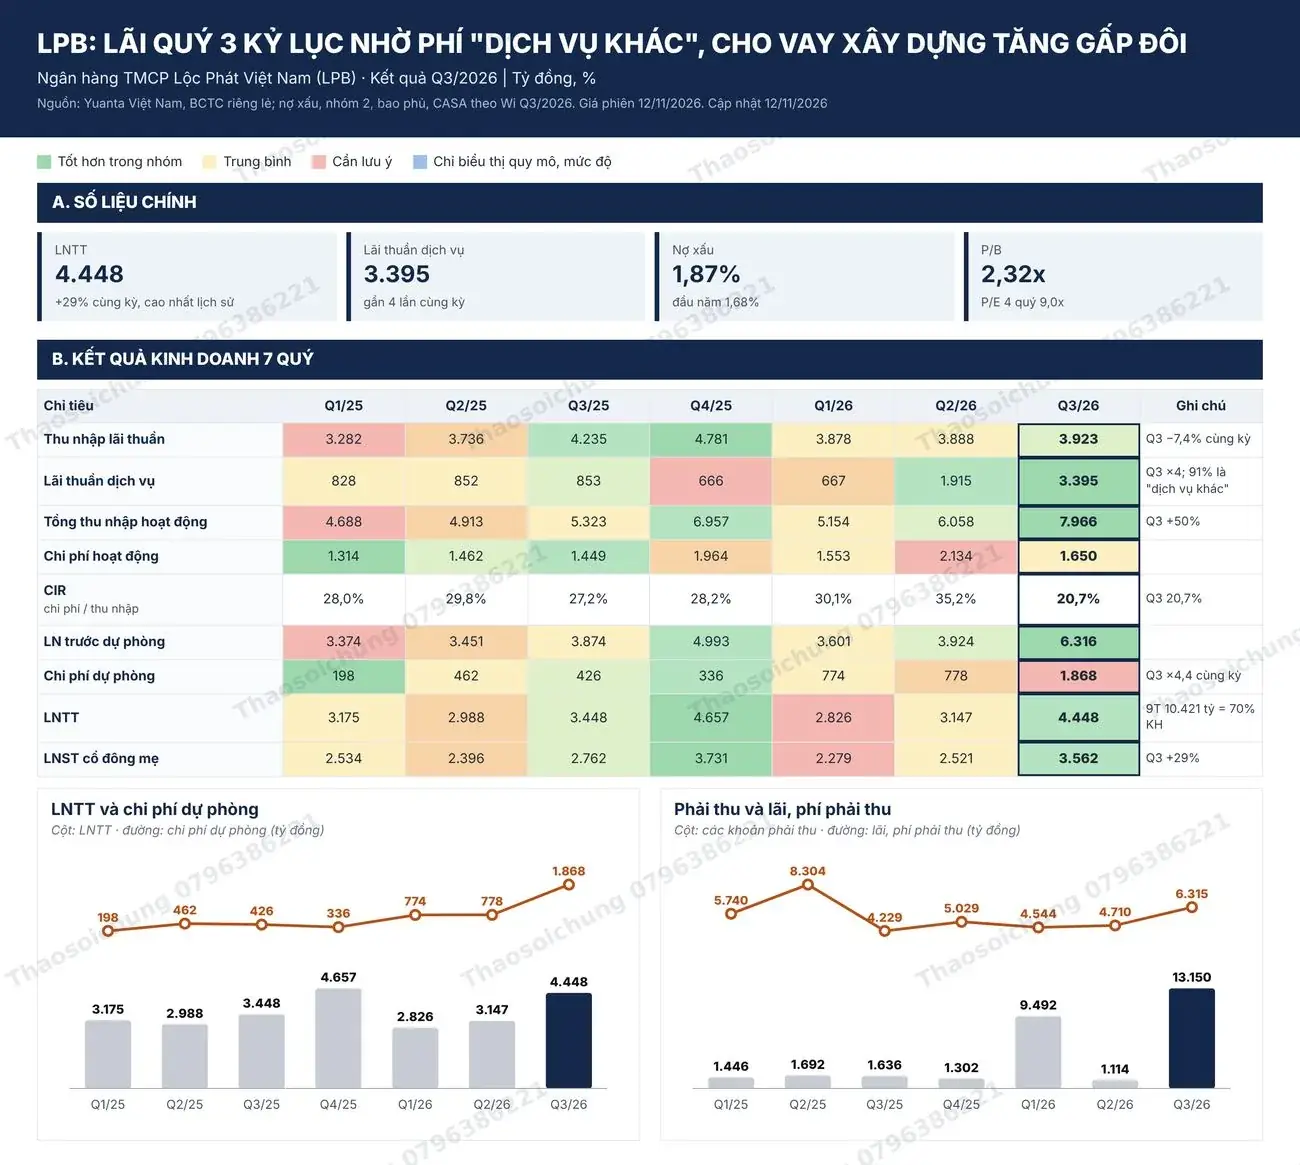 LPB: LÃI QUÝ 3 KỶ LỤC NHỜ PHÍ "DỊCH VỤ KHÁC", CHO VAY XÂY DỰNG TĂNG GẤP ĐÔI
Ngân hàng TMCP Lộc Phát Việt Nam (LPB) · Kết quả Q3/2026 | Tỷ đồng, %
Nguồn: Yuanta Việt Nam, BCTC riêng lẻ; nợ xấu, nhóm 2, bao phủ, CASA theo Wi Q3/2026. Giá phiên 12/11/2026. Cập nhật 12/11/2026
Tốt hơn trong nhóm Trung bình Cần lưu ý Chỉ biểu thị quy mô, mức độ
A. SỐ LIỆU CHÍNH
LNTT Lãi thuần dịch vụ Nợ xấu P/B
4.448 3.395 1,87% 2,32x
+29% cùng kỳ, cao nhất lịch sử gần 4 lần cùng kỳ đầu năm 1,68% P/E 4 quý 9,0x
B. KẾT QUẢ KINH DOANH 7 QUÝ
Chỉ tiêu Q1/25 Q2/25 Q3/25 Q4/25 Q1/26 Q2/26 Q3/26 Ghi chú
Thu nhập lãi thuần 3.282 3.736 4.235 4.781 3.878 3.888 3.923 Q3 −7,4% cùng kỳ
Lãi thuần dịch vụ 828 852 853 666 667 1.915 3.395 Q3 ×4; 91% là
"dịch vụ khác"
Tổng thu nhập hoạt động 4.688 4.913 5.323 6.957 5.154 6.058 7.966 Q3 +50%
Chi phí hoạt động 1.314 1.462 1.449 1.964 1.553 2.134 1.650
CIR 28,0% 29,8% 27,2% 28,2% 30,1% 35,2% 20,7% Q3 20,7%
chi phí / thu nhập
LN trước dự phòng 3.374 3.451 3.874 4.993 3.601 3.924 6.316
Chi phí dự phòng 198 462 426 336 774 778 1.868 Q3 ×4,4 cùng kỳ
LNTT 3.175 2.988 3.448 4.657 2.826 3.147 4.448 9T 10.421 tỷ = 70%
KH
LNST cổ đông mẹ 2.534 2.396 2.762 3.731 2.279 2.521 3.562 Q3 +29%
LNTT và chi phí dự phòng
Cột: LNTT · đường: chi phí dự phòng (tỷ đồng)
198 462 426 336 774 778 1.868
3.175 2.988 3.448 4.657 2.826 3.147 4.448
Q1/25 Q2/25 Q3/25 Q4/25 Q1/26 Q2/26 Q3/26
Phải thu và lãi, phí phải thu
Cột: các khoản phải thu · đường: lãi, phí phải thu (tỷ đồng)
5.740 8.304 4.229 5.029 4.544 4.710 6.315
1.446 1.692 1.636 1.302 9.492 1.114 13.150
Q1/25 Q2/25 Q3/25 Q4/25 Q1/26 Q2/26 Q3/26
Thaosoichung 0796386221